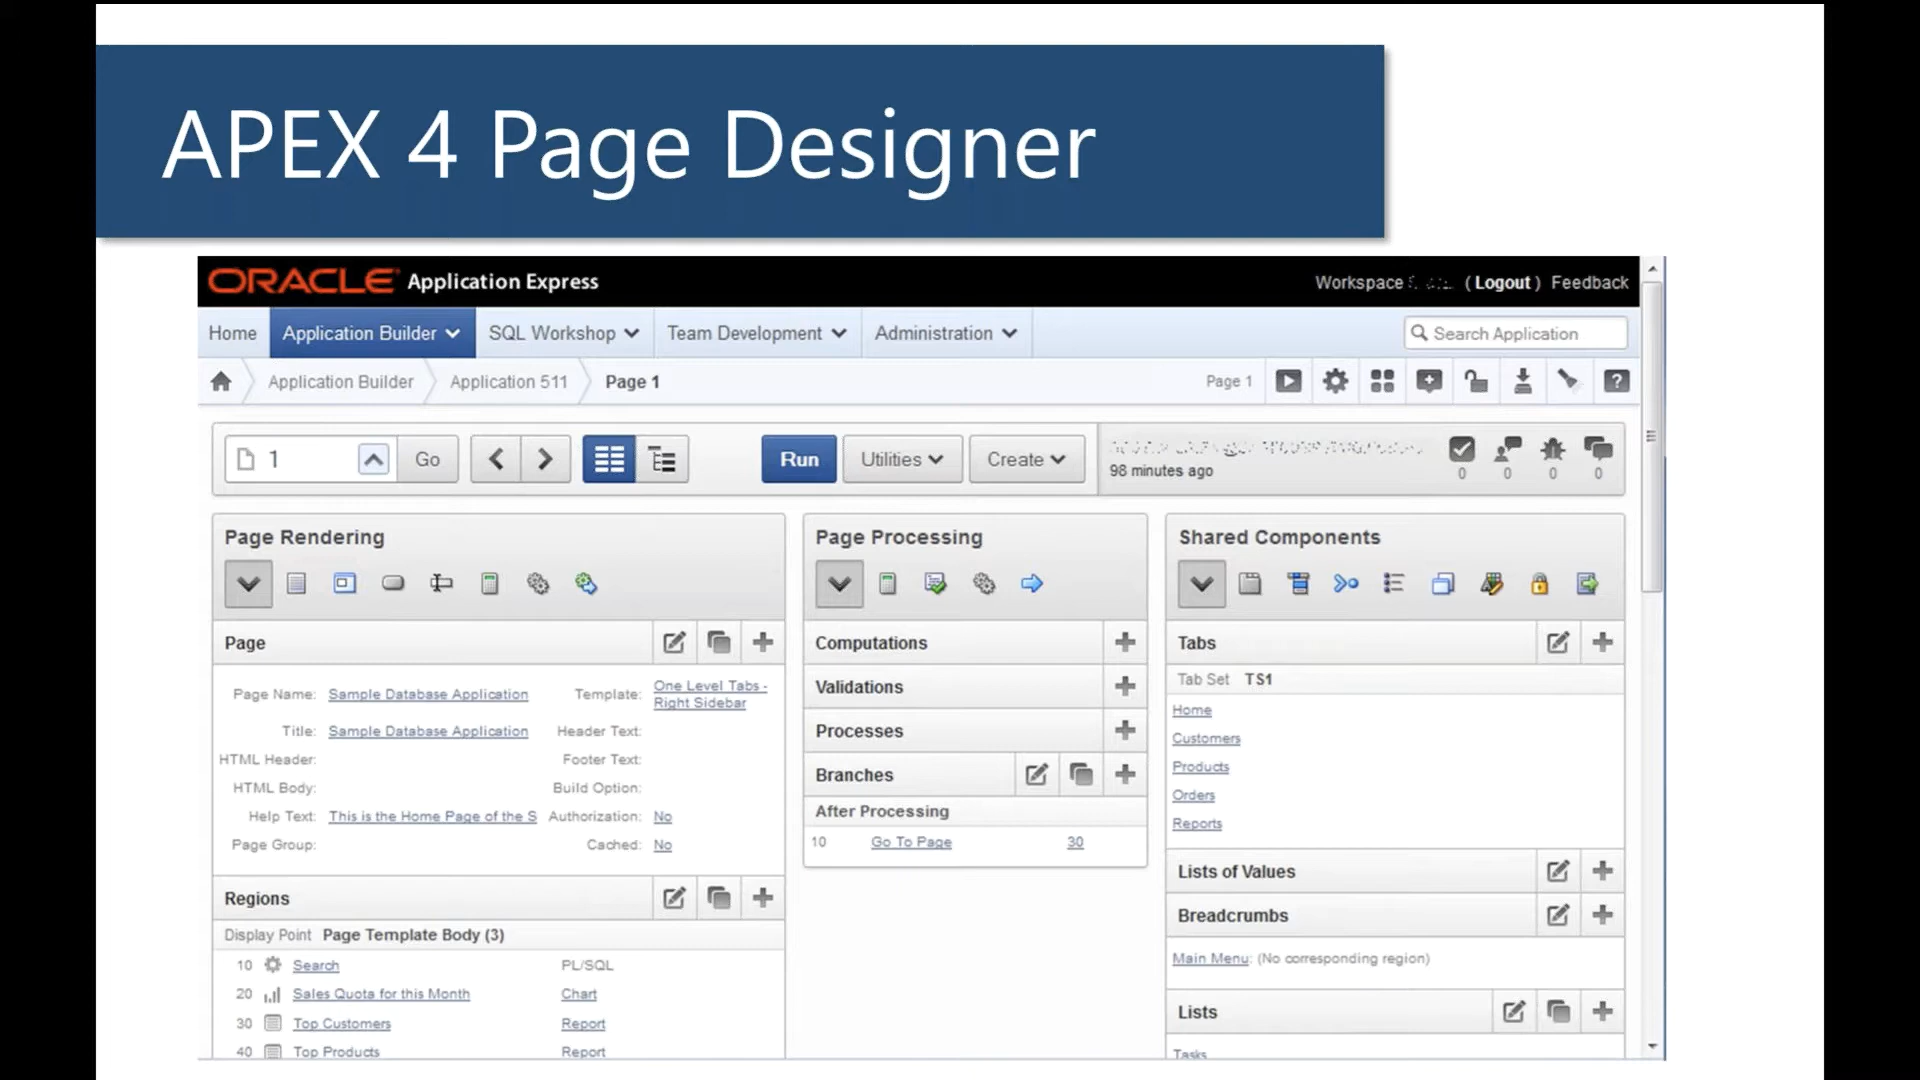 APEX 4 Page Designer
ORACLE Application Express
Workspace ( Logout ) Feedback
Home Application Builder SQL Workshop Team Development Administration
Search Application
Application Builder Application 511 Page 1
Page 1
1 Go Run Utilities Create
98 minutes ago
0 0 0 0
Page Rendering
Page
Page Name: Sample Database Application Template: One Level Tabs -
Right Sidebar
Title: Sample Database Application Header Text:
HTML Header: Footer Text:
HTML Body: Build Option:
Help Text: This is the Home Page of the S Authorization: No
Page Group: Cached: No
Regions
Display Point Page Template Body (3)
10 Search PL/SQL
20 Sales Quota for this Month Chart
30 Top Customers Report
40 Top Products Report
Page Processing
Computations
Validations
Processes
Branches
After Processing
10 Go To Page 30
Shared Components
Tabs
Tab Set TS1
Home
Customers
Products
Orders
Reports
Lists of Values
Breadcrumbs
Main Menu: (No corresponding region)
Lists
Tasks